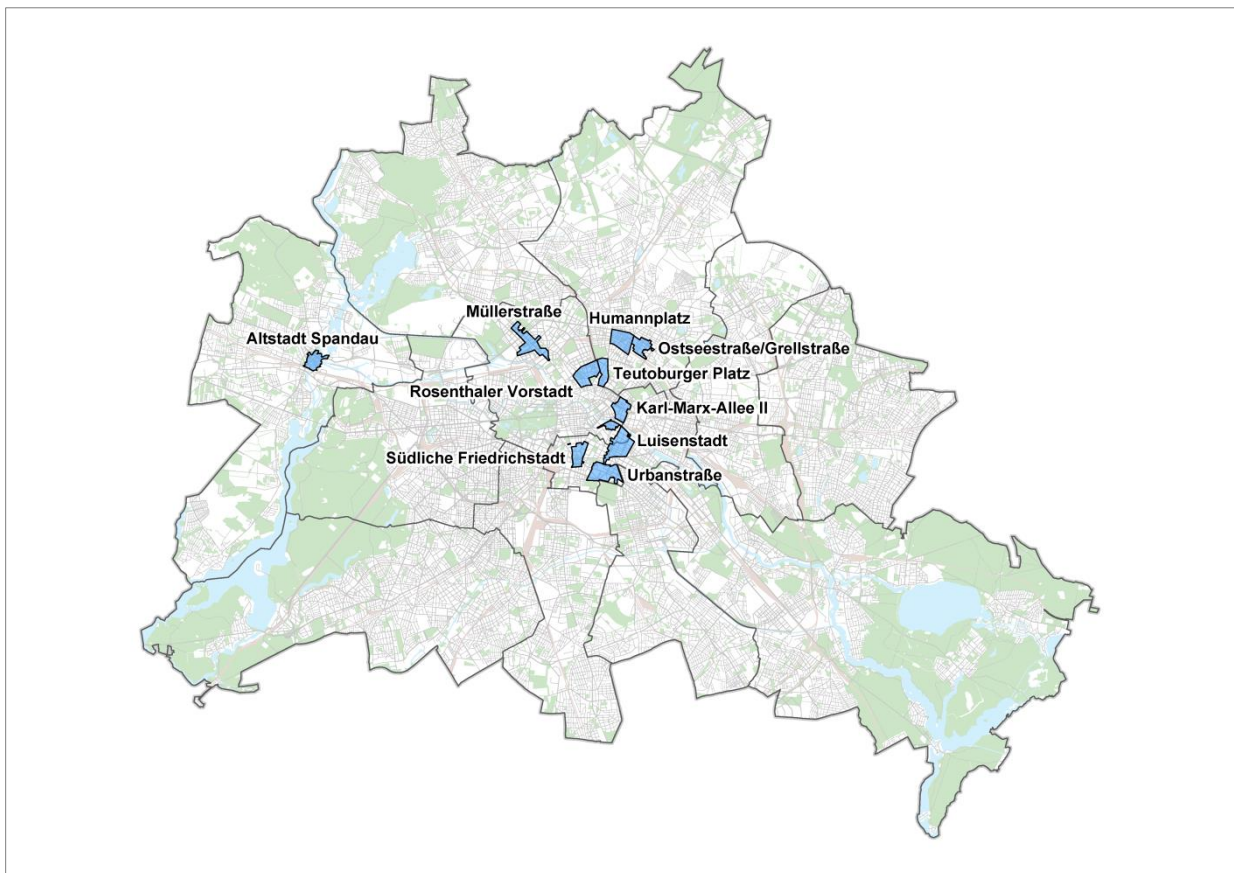 Müllerstraße
Humannplatz
Altstadt Spandau
Ostseestraße/Grellstraße
Teutoburger Platz
Rosenthaler Vorstadt
Karl-Marx-Allee II
Luisenstadt
Südliche Friedrichstadt
Urbanstraße